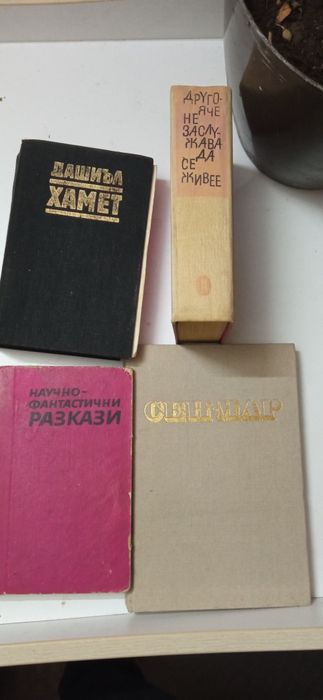 ДАШИЪЛ
ХАМЕТ
ДРУГО-
ЯЧЕ
НЕ
ЗАСЛУ-
ЖАВА
ДА
СЕ
ЖИВЕЕ
НАУЧНО-
ФАНТАСТИЧНИ
РАЗКАЗИ
СЕН-МАР